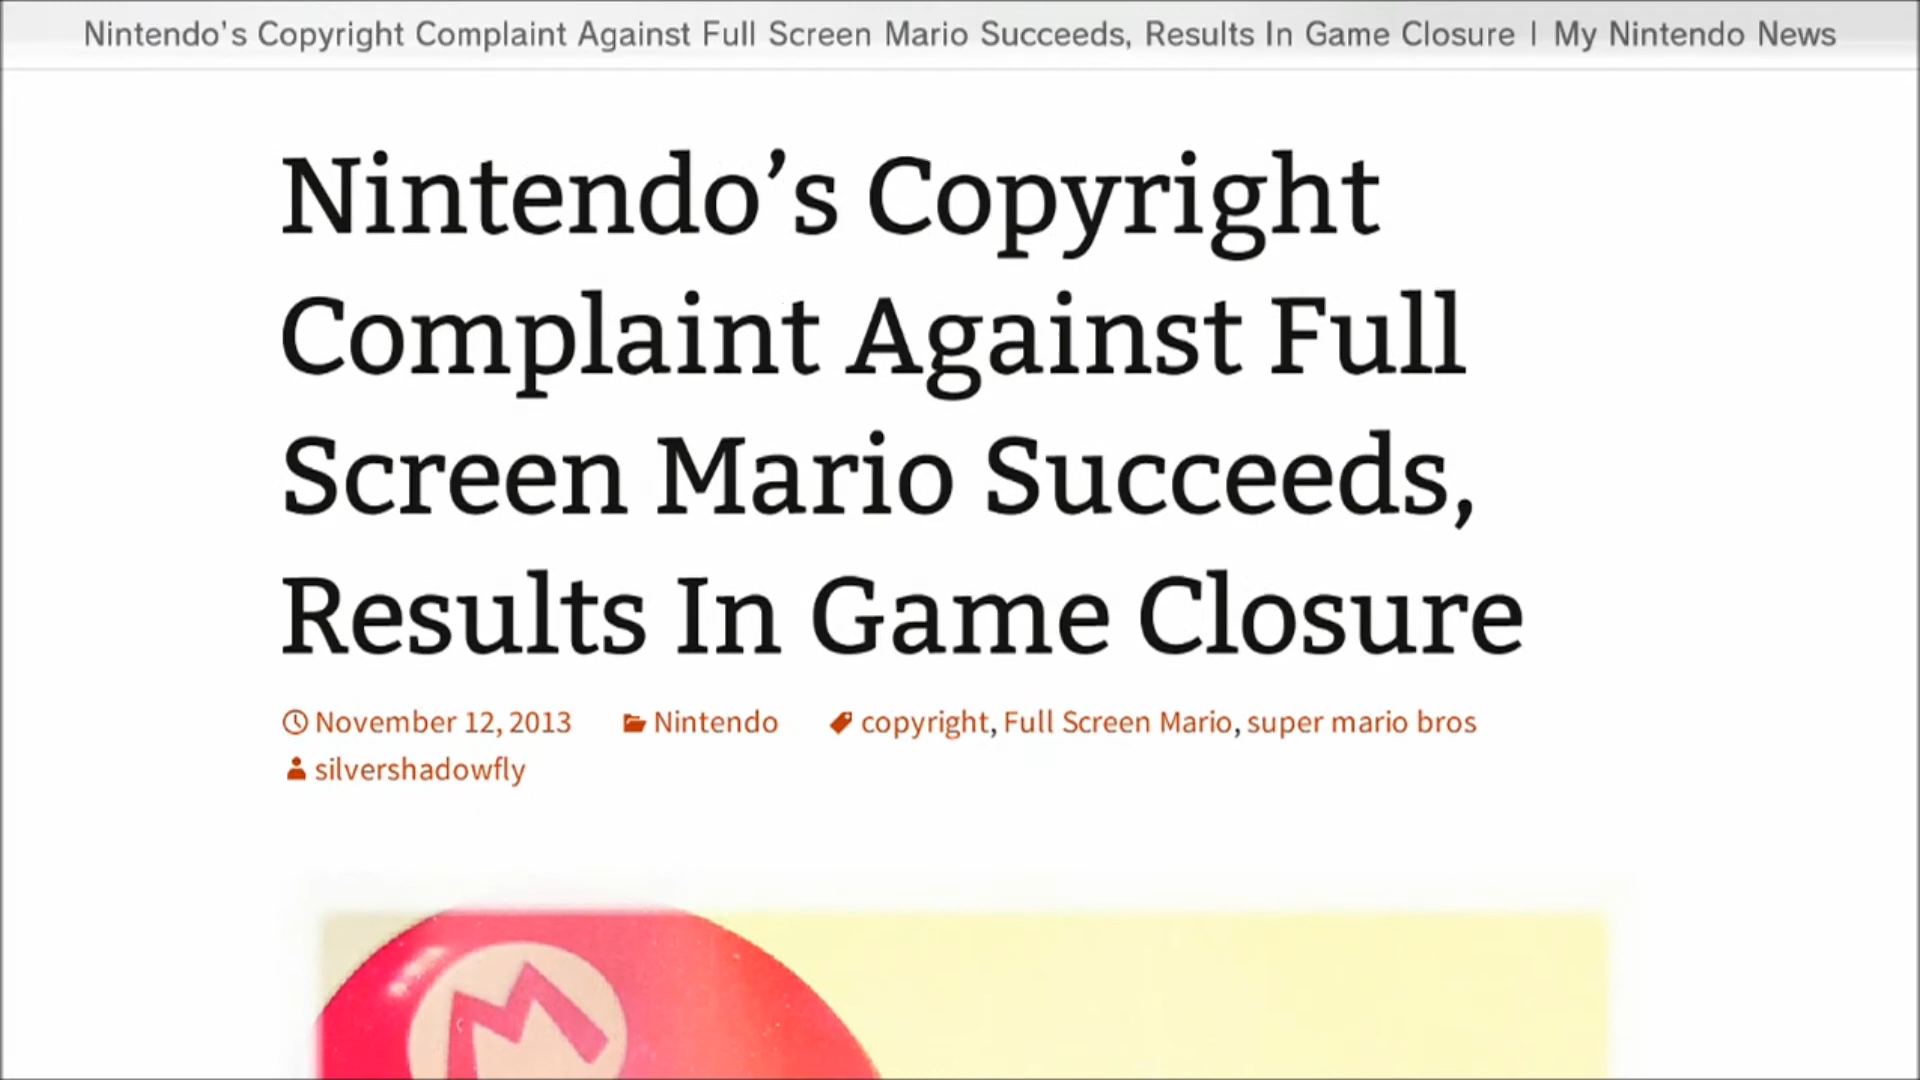 Nintendo's Copyright Complaint Against Full Screen Mario Succeeds, Results In Game Closure | My Nintendo News
Nintendo’s Copyright
Complaint Against Full
Screen Mario Succeeds,
Results In Game Closure
November 12, 2013 Nintendo copyright, Full Screen Mario, super mario bros
silvershadowfly
M